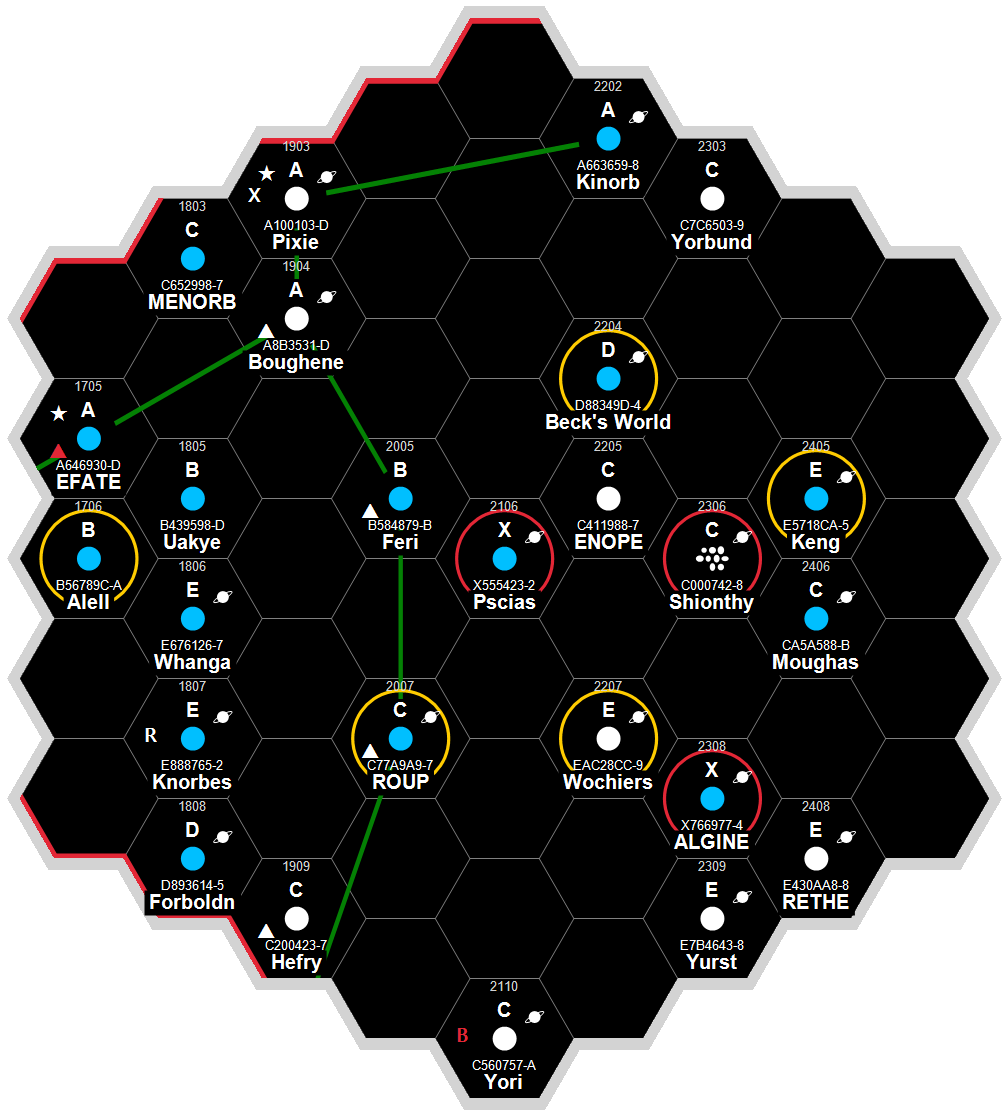 2202
A
A663659-8
Kinorb
1903
A
X
A100103-D
Pixie
2303
C
C7C6503-9
Yorbund
1803
C
C652998-7
MENORB
1904
A
A8B3531-D
Boughene
2204
D
D88349D-4
Beck's World
1705
A
A646930-D
EFATE
1805
B
B439598-D
Uakye
2005
B
B584879-B
Feri
2205
C
C411988-7
ENOPE
2405
E
E5718CA-5
Keng
1706
B
B56789C-A
Alell
2106
X
X555423-2
Pscias
2306
C
C000742-8
Shionthy
1806
E
E676126-7
Whanga
2406
C
CA5A588-B
Moughas
1807
E
R
E888765-2
Knorbes
2007
C
C77A9A9-7
ROUP
2207
E
EAC28CC-9
Wochiers
2308
X
X766977-4
ALGINE
1808
D
D893614-5
Forboldn
2408
E
E430AA8-8
RETHE
1909
C
C200423-7
Hefry
2309
E
E7B4643-8
Yurst
2110
C
B
C560757-A
Yori